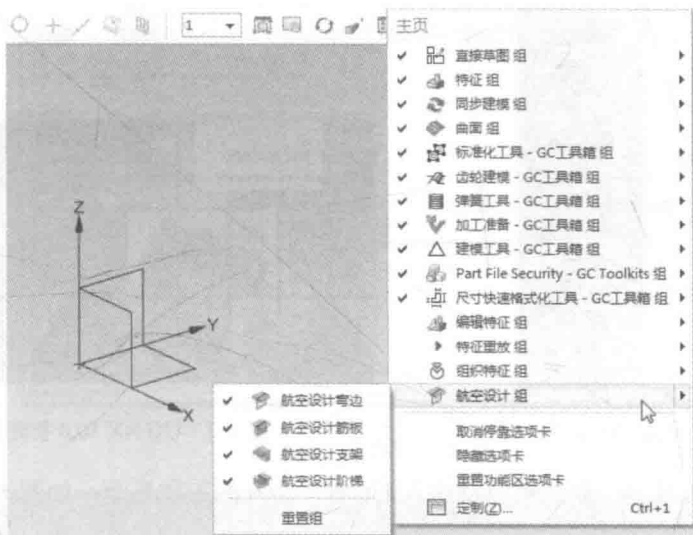 1
主页
直接草图 组
特征 组
同步建模 组
曲面 组
标准化工具 - GC工具箱 组
齿轮建模 - GC工具箱 组
弹簧工具 - GC工具箱 组
加工准备 - GC工具箱 组
建模工具 - GC工具箱 组
Part File Security - GC Toolkits 组
尺寸快速格式化工具 - GC工具箱 组
编辑特征 组
特征重放 组
组织特征 组
航空设计 组
取消停靠选项卡
隐藏选项卡
重置功能区选项卡
定制(Z)... Ctrl+1
航空设计弯边
航空设计筋板
航空设计支架
航空设计阶梯
重置组
Z
Y
X